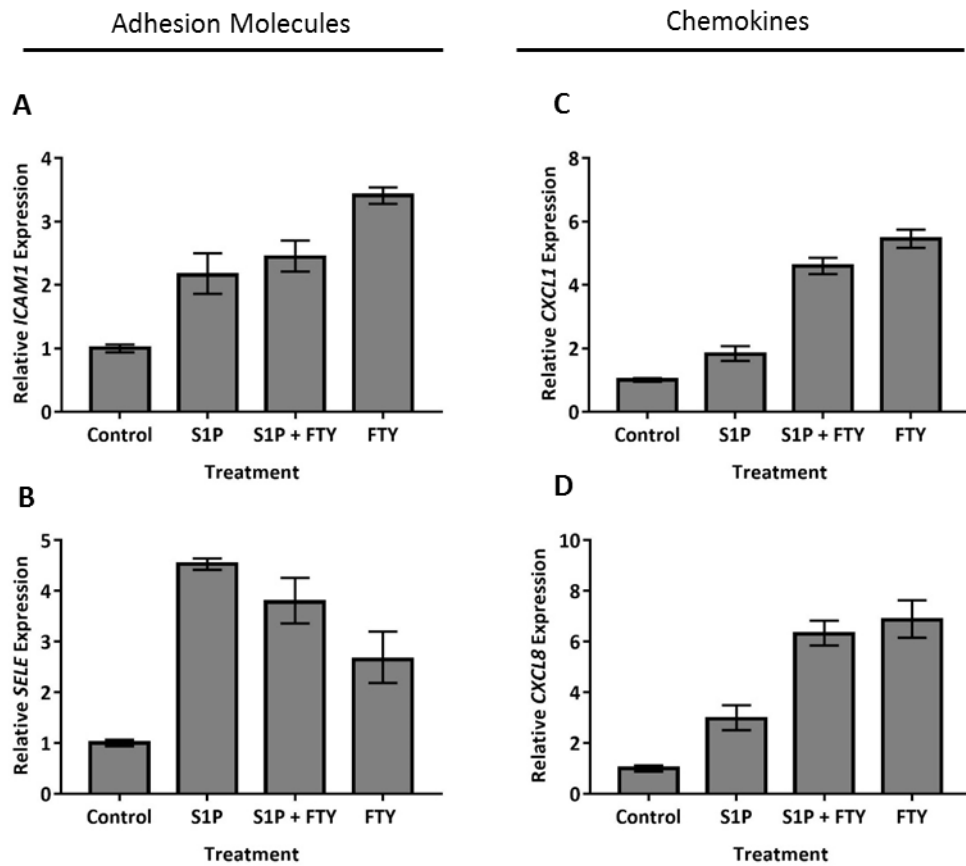 Adhesion Molecules
Chemokines
A
Relative ICAM1 Expression
4
3
2
1
0
Control S1P S1P + FTY FTY
Treatment
B
Relative SELE Expression
5
4
3
2
1
0
Control S1P S1P + FTY FTY
Treatment
C
Relative CXCL1 Expression
8
6
4
2
0
Control S1P S1P + FTY FTY
Treatment
D
Relative CXCL8 Expression
10
8
6
4
2
0
Control S1P S1P + FTY FTY
Treatment